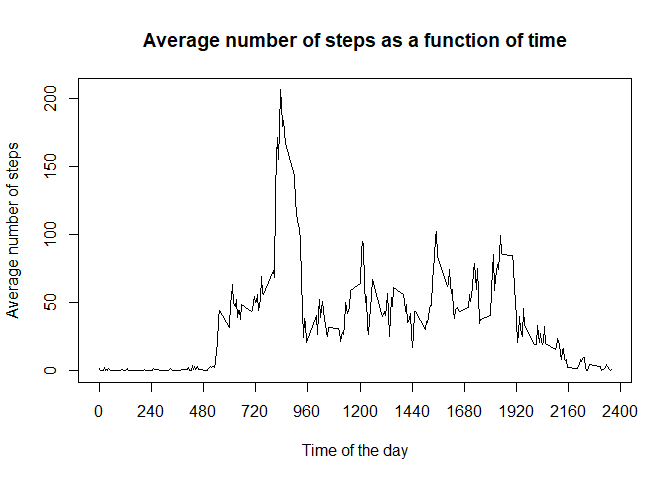 Average number of steps as a function of time
Average number of steps
200
150
100
50
0
0 240 480 720 960 1200 1440 1680 1920 2160 2400
Time of the day